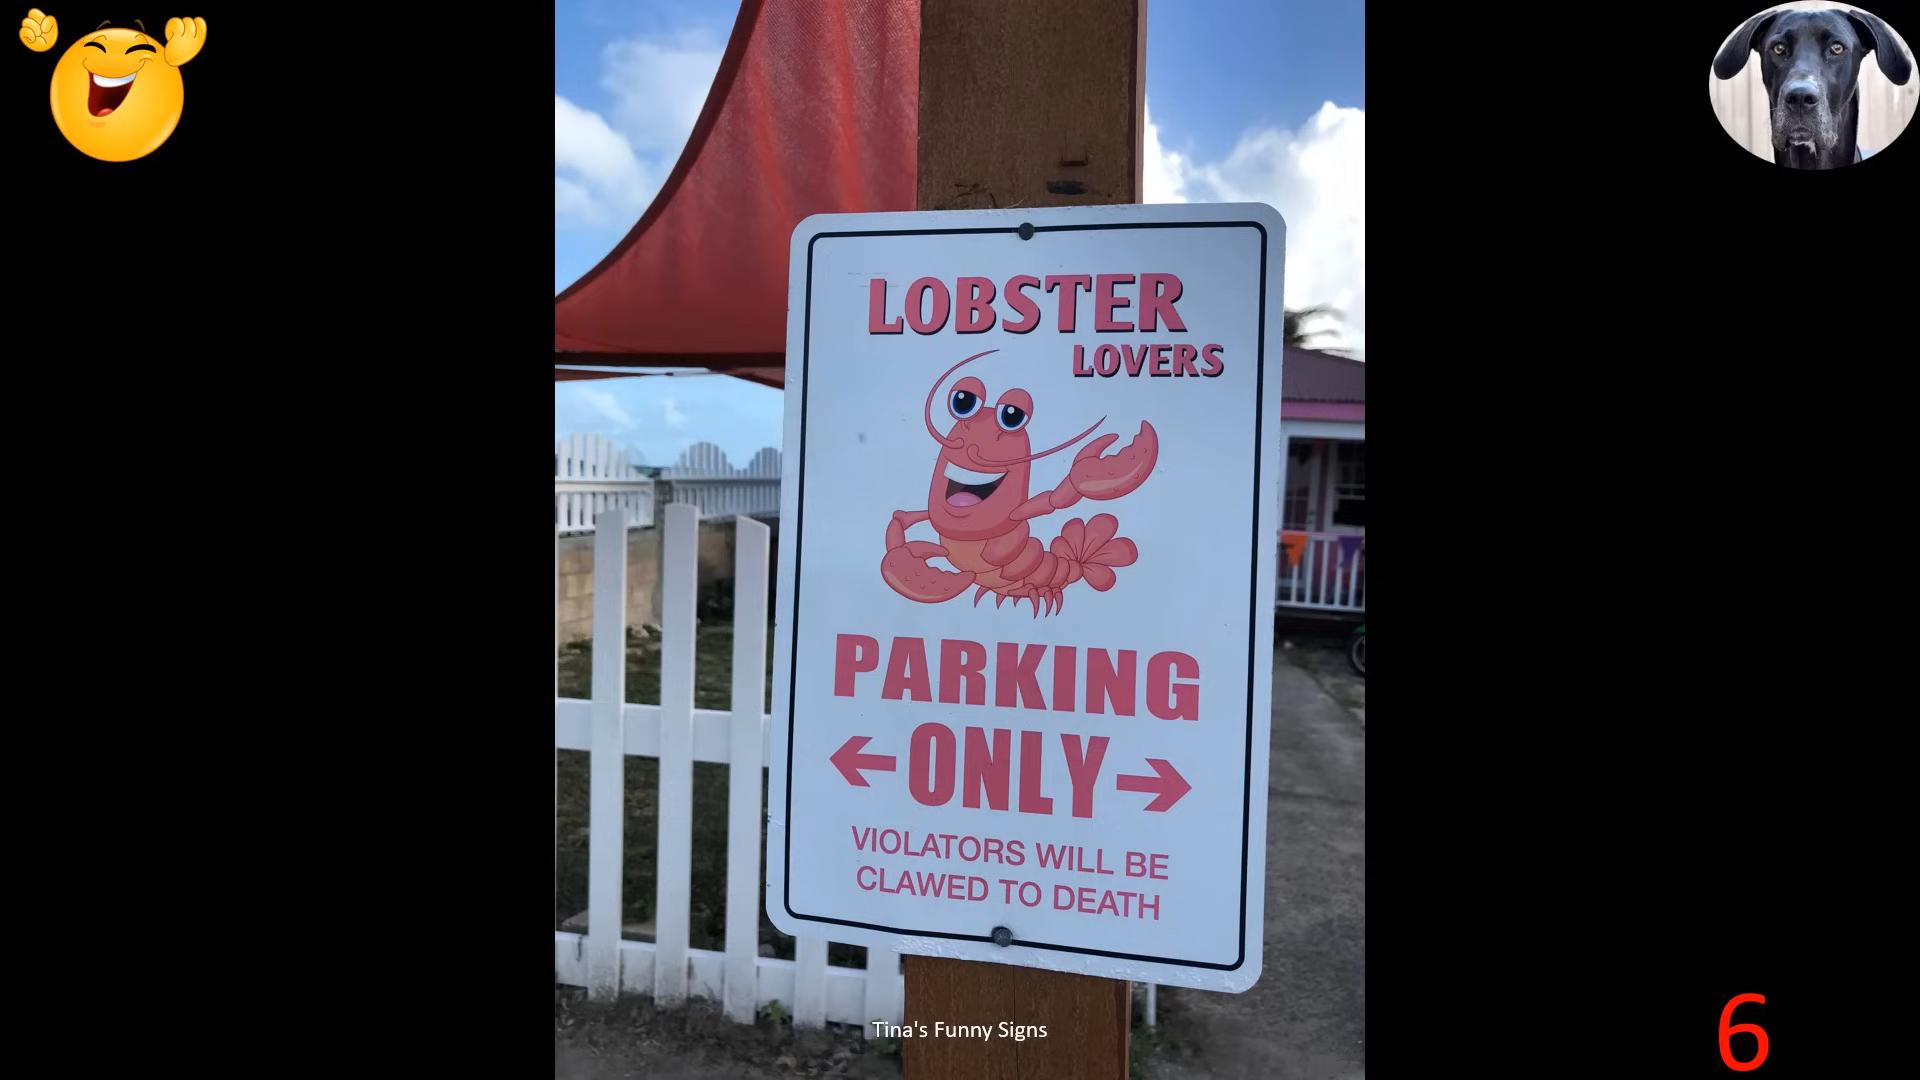 LOBSTER
LOVERS
PARKING
←ONLY→
VIOLATORS WILL BE
CLAWED TO DEATH
Tina's Funny Signs
6